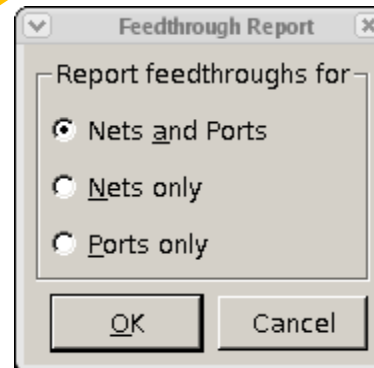 Feedthrough Report
Report feedthroughs for
Nets and Ports
Nets only
Ports only
OK
Cancel